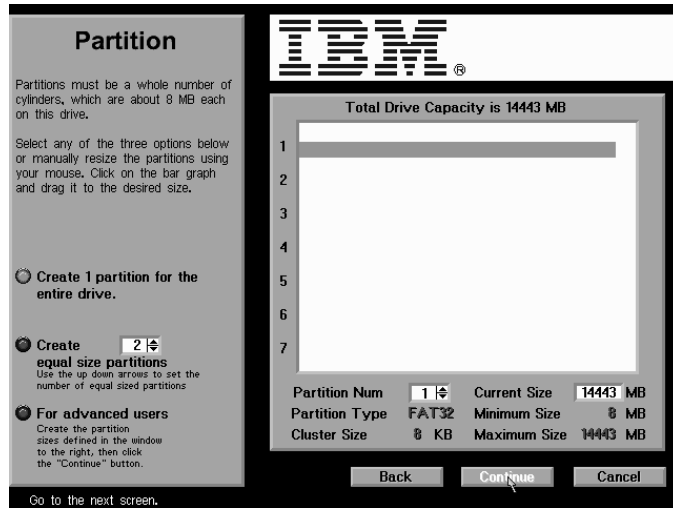 Partition
Partitions must be a whole number of
cylinders, which are about 8 MB each
on this drive.
Select any of the three options below
or manually resize the partitions using
your mouse. Click on the bar graph
and drag it to the desired size.
Create 1 partition for the
entire drive.
Create 2
equal size partitions
Use the up down arrows to set the
number of equal sized partitions
For advanced users
Create the partition
sizes defined in the window
to the right, then click
the "Continue" button.
IBM®
Total Drive Capacity is 14443 MB
1
2
3
4
5
6
7
Partition Num 1 Current Size 14443 MB
Partition Type FAT32 Minimum Size 8 MB
Cluster Size 8 KB Maximum Size 14443 MB
Back Continue Cancel
Go to the next screen.